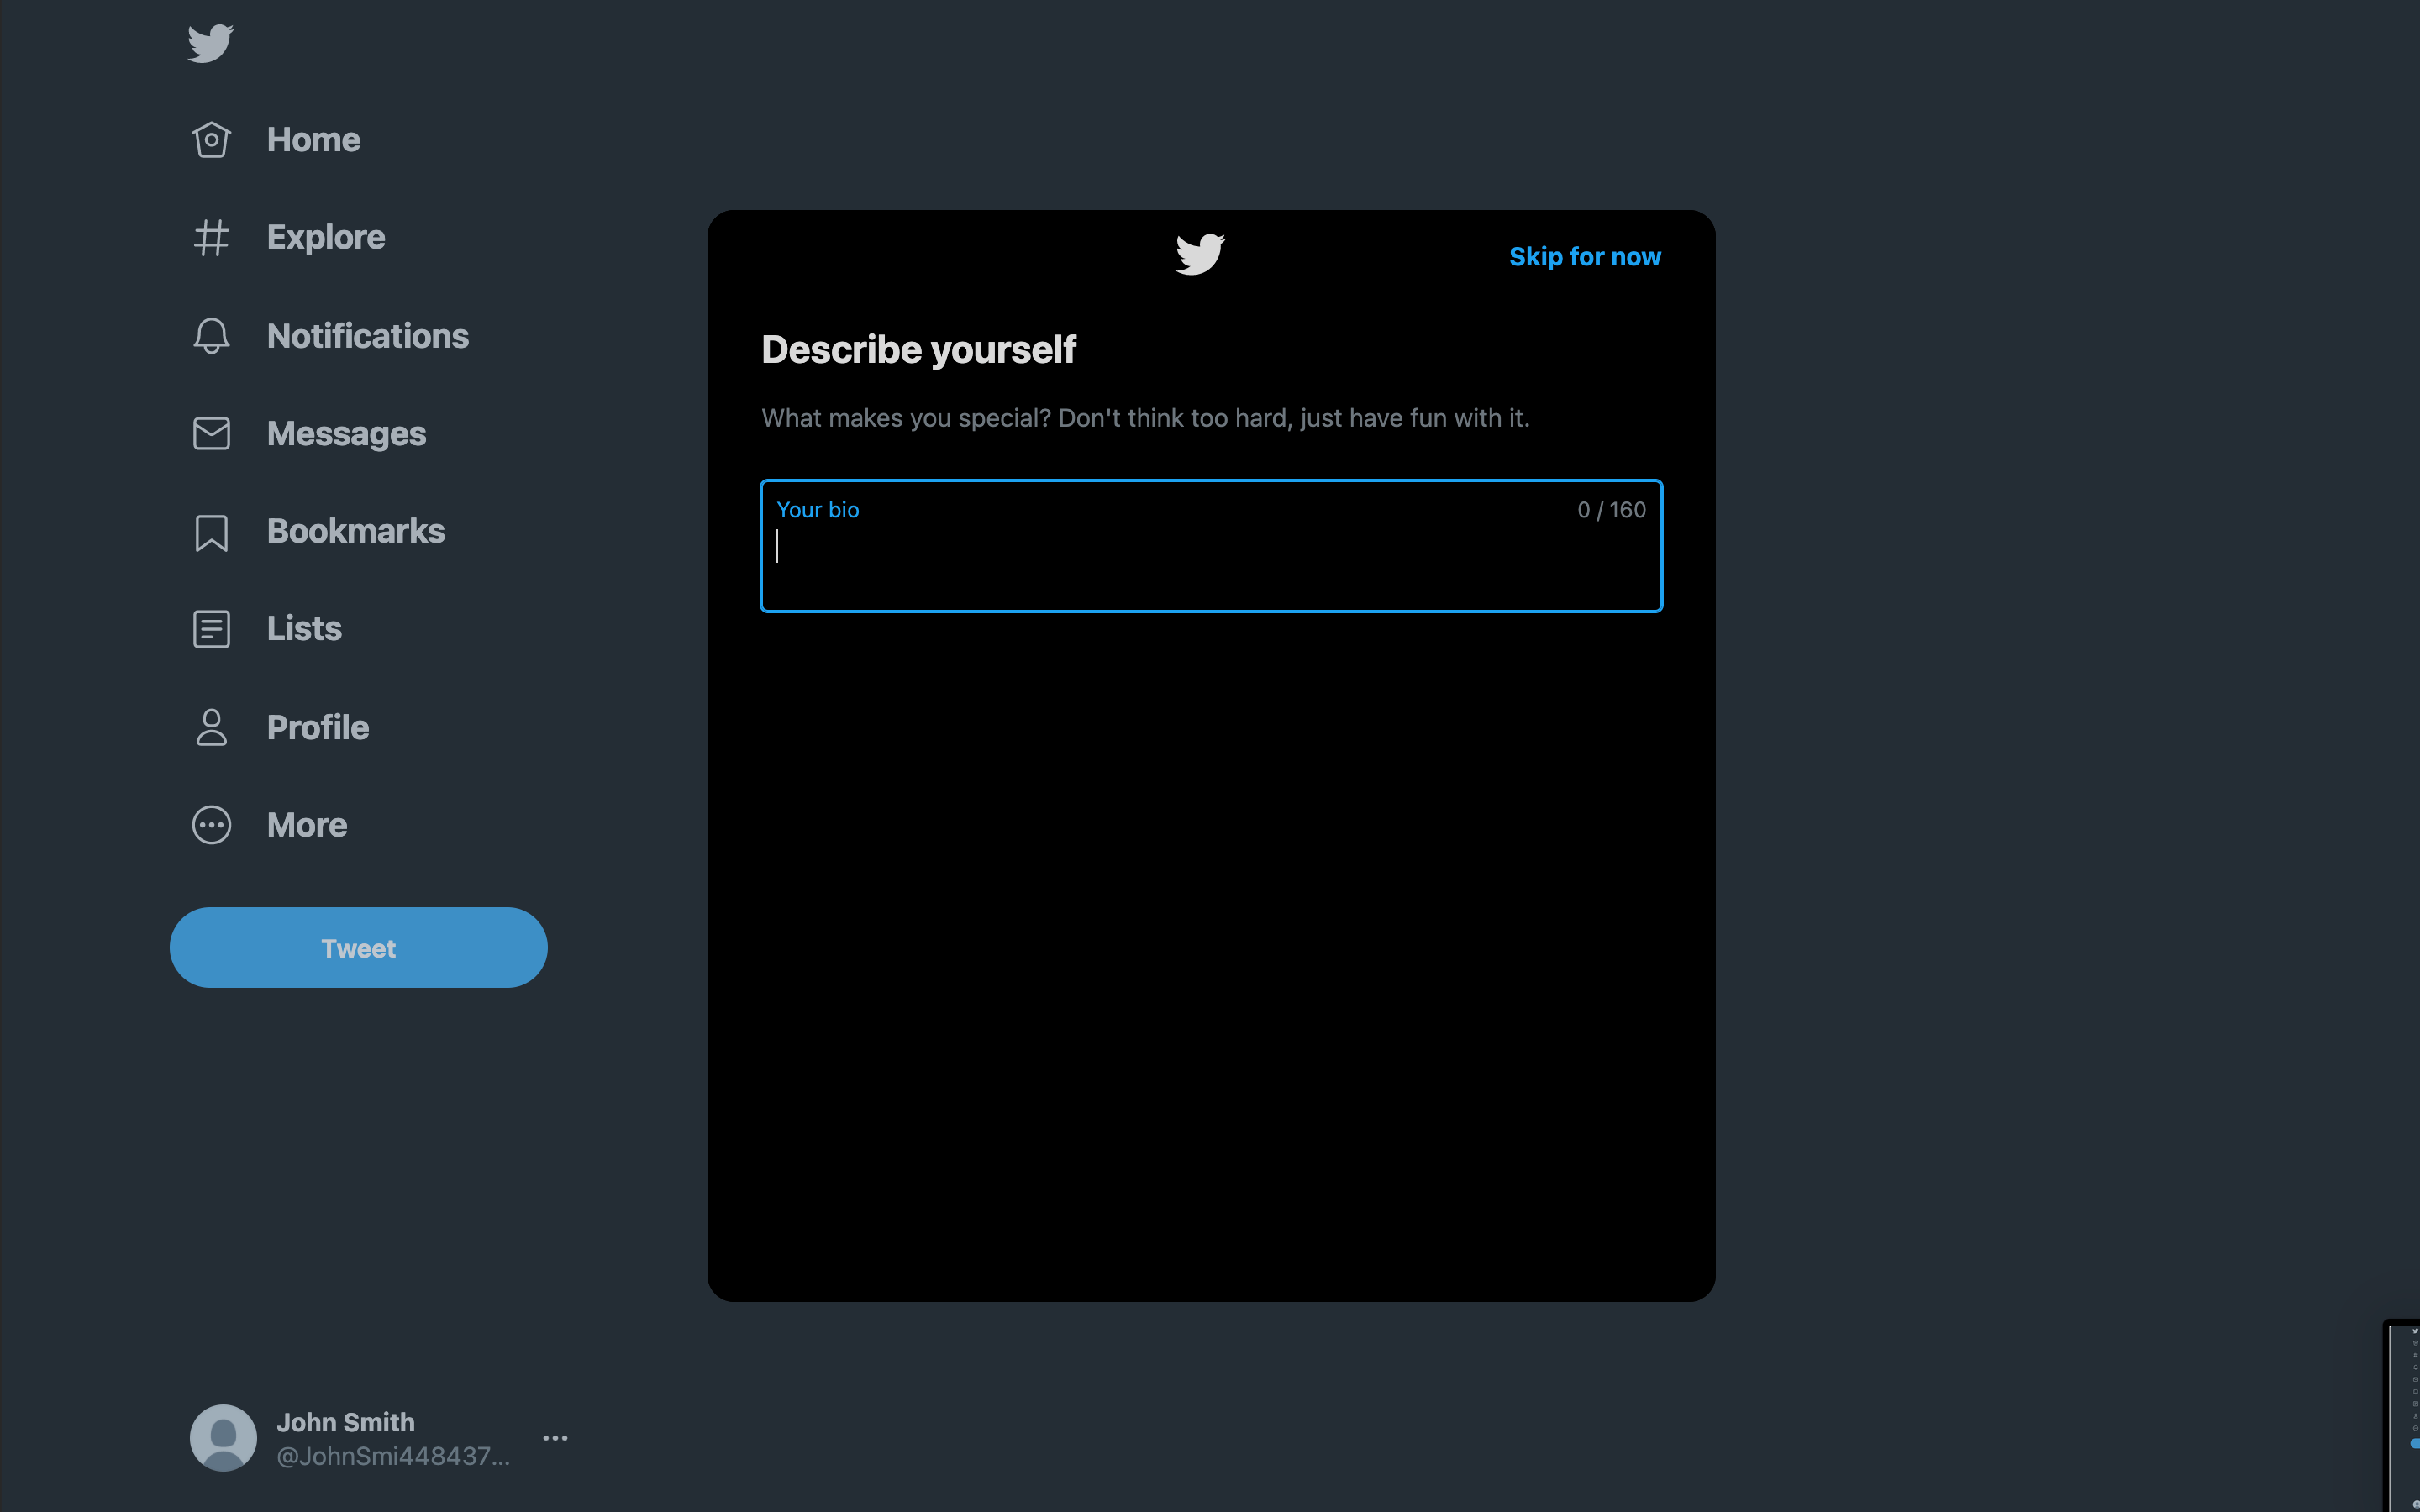 Home
Explore
Notifications
Messages
Bookmarks
Lists
Profile
More
Tweet
John Smith
@JohnSmi448437...
Skip for now
Describe yourself
What makes you special? Don't think too hard, just have fun with it.
Your bio
0 / 160